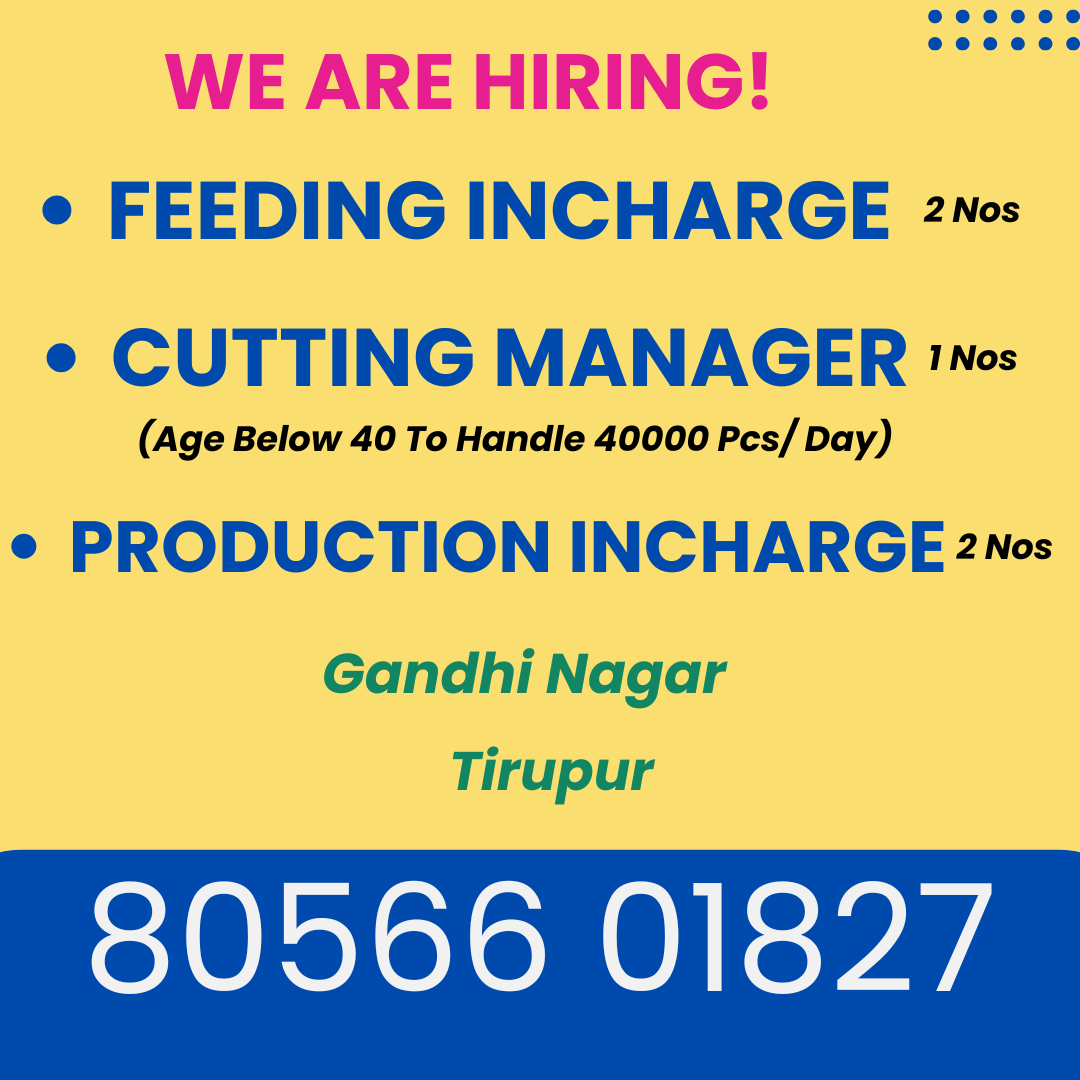 WE ARE HIRING!
• FEEDING INCHARGE 2 Nos
• CUTTING MANAGER 1 Nos
(Age Below 40 To Handle 40000 Pcs/ Day)
• PRODUCTION INCHARGE 2 Nos
Gandhi Nagar
Tirupur
80566 01827